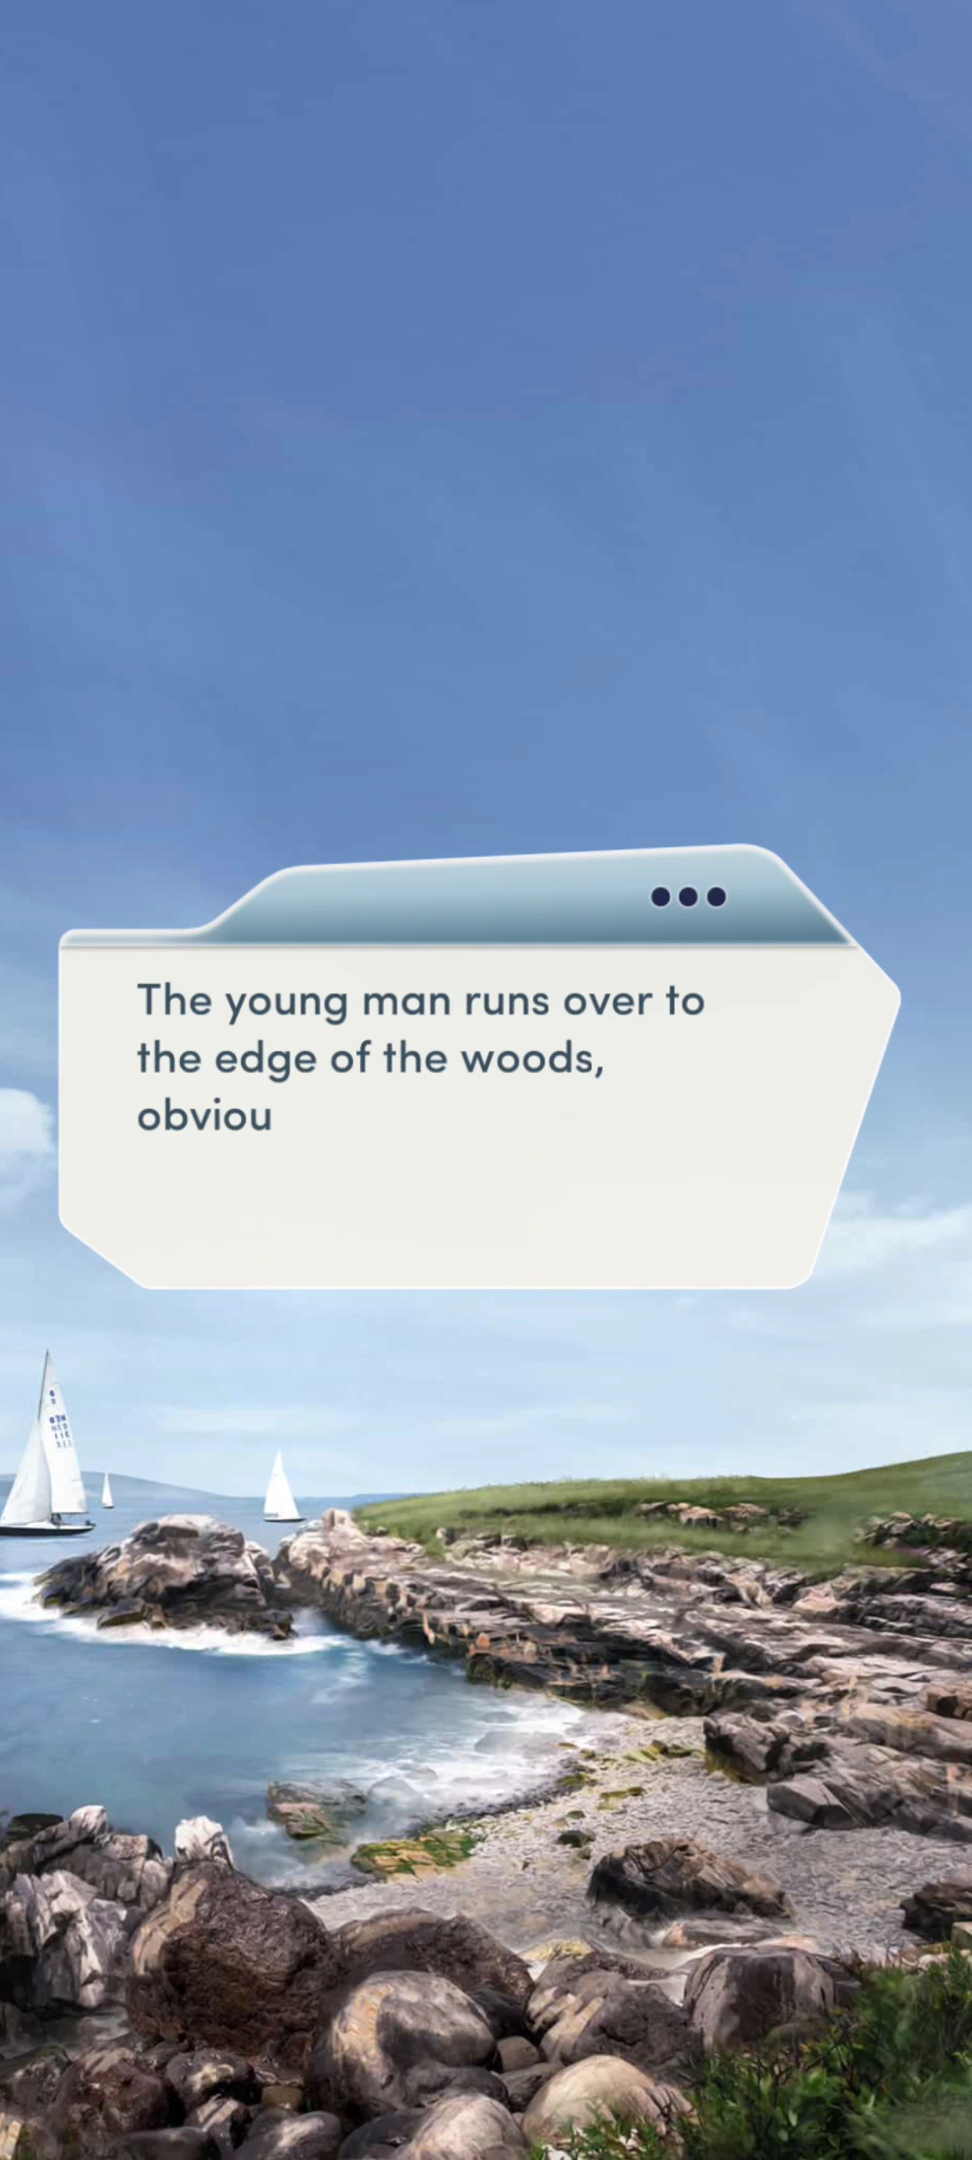 The young man runs over to
the edge of the woods,
obviou